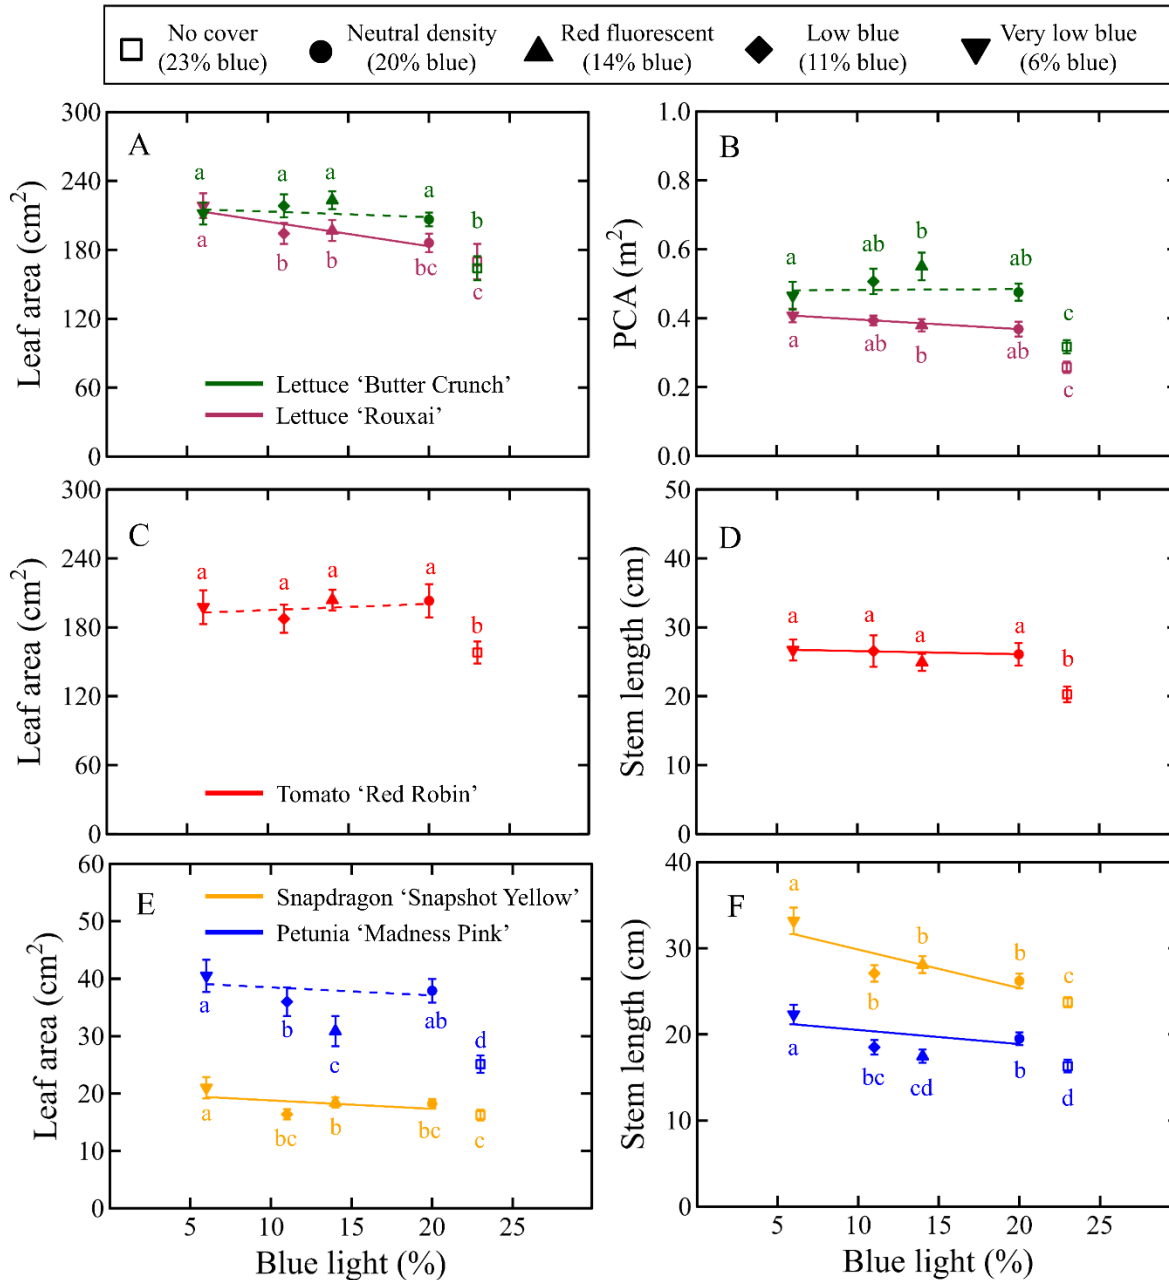 No cover
(23% blue)
Neutral density
(20% blue)
Red fluorescent
(14% blue)
Low blue
(11% blue)
Very low blue
(6% blue)
A
Leaf area (cm²)
300
240
180
120
60
0
a
a
a
a
b
a
b
b
bc
c
Lettuce ‘Butter Crunch’
Lettuce ‘Rouxai’
B
PCA (m²)
1.0
0.8
0.6
0.4
0.2
0.0
a
ab
b
ab
c
a
ab
b
ab
c
C
Leaf area (cm²)
300
240
180
120
60
0
a
a
a
a
b
Tomato ‘Red Robin’
D
Stem length (cm)
50
40
30
20
10
0
a
a
a
a
b
E
Leaf area (cm²)
60
50
40
30
20
10
0
Snapdragon ‘Snapshot Yellow’
Petunia ‘Madness Pink’
a
b
c
ab
d
a
bc
b
bc
c
5
10
15
20
25
Blue light (%)
F
Stem length (cm)
40
30
20
10
0
a
b
b
b
c
a
bc
cd
b
d
5
10
15
20
25
Blue light (%)